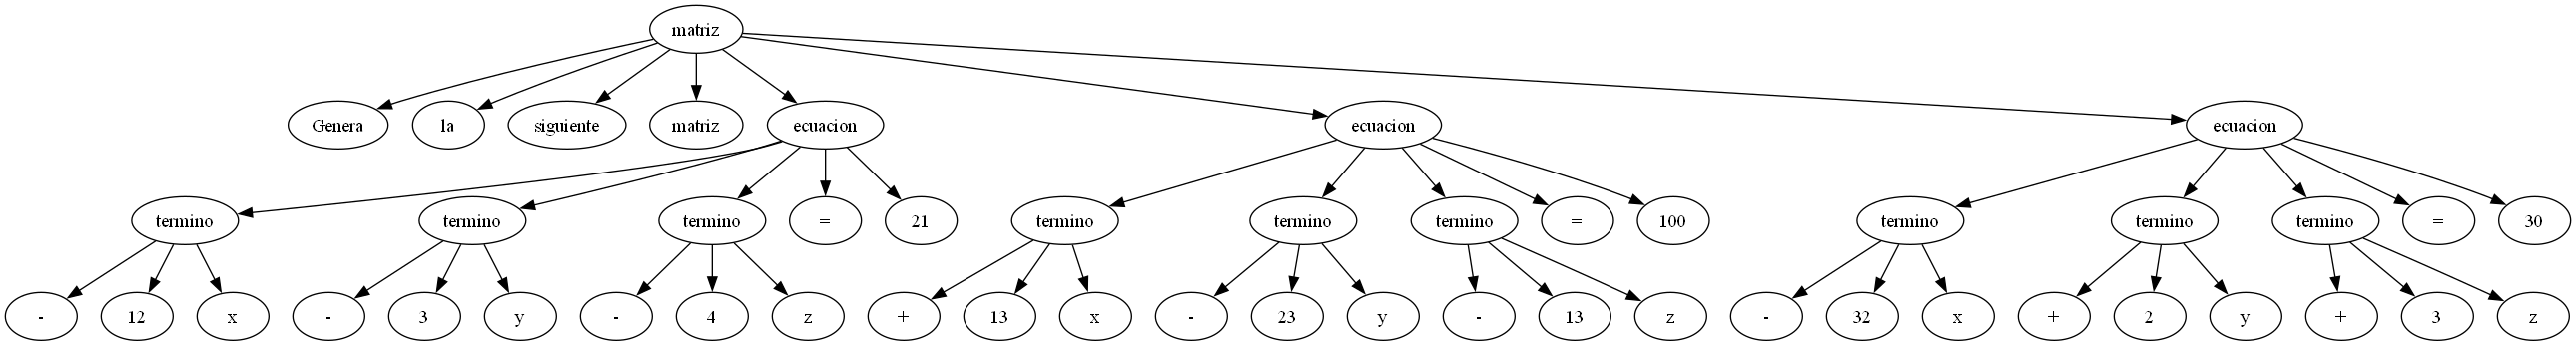 matriz
Genera la siguiente matriz ecuacion ecuacion ecuacion
termino termino termino = 21 termino termino termino = 100 termino termino termino = 30
- 12 x - 3 y - 4 z + 13 x - 23 y - 13 z - 32 x + 2 y + 3 z